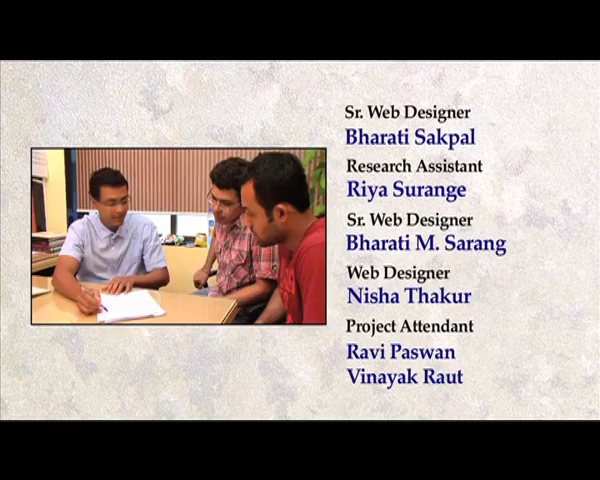 Sr. Web Designer
Bharati Sakpal
Research Assistant
Riya Surange
Sr. Web Designer
Bharati M. Sarang
Web Designer
Nisha Thakur
Project Attendant
Ravi Paswan
Vinayak Raut